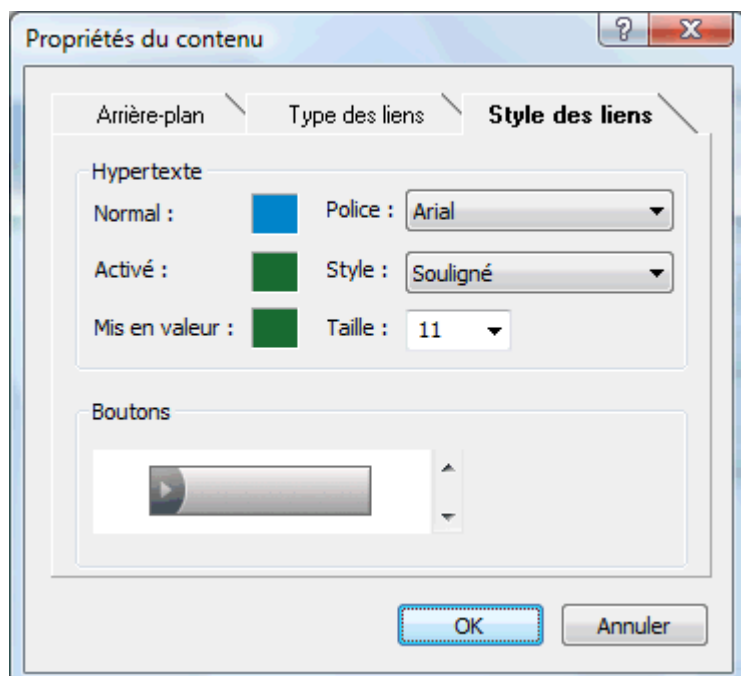 Propriétés du contenu
Arrière-plan Type des liens Style des liens
Hypertexte
Normal : Police : Arial
Activé : Style : Souligné
Mis en valeur : Taille : 11
Boutons
OK Annuler